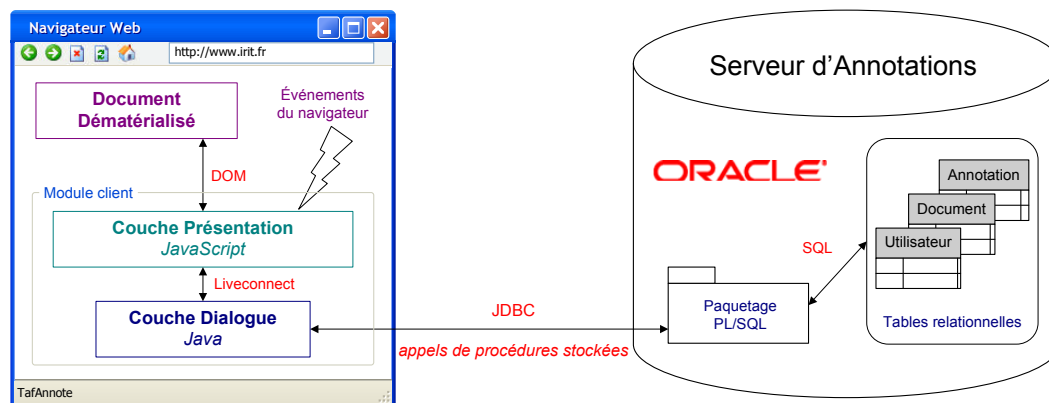 Navigateur Web
http://www.irit.fr
Document
Dématérialisé
Événements
du navigateur
DOM
Module client
Couche Présentation
JavaScript
Liveconnect
Couche Dialogue
Java
TafAnnote
JDBC
appels de procédures stockées
Serveur d’Annotations
ORACLE
Annotation
Document
Utilisateur
SQL
Paquetage
PL/SQL
Tables relationnelles